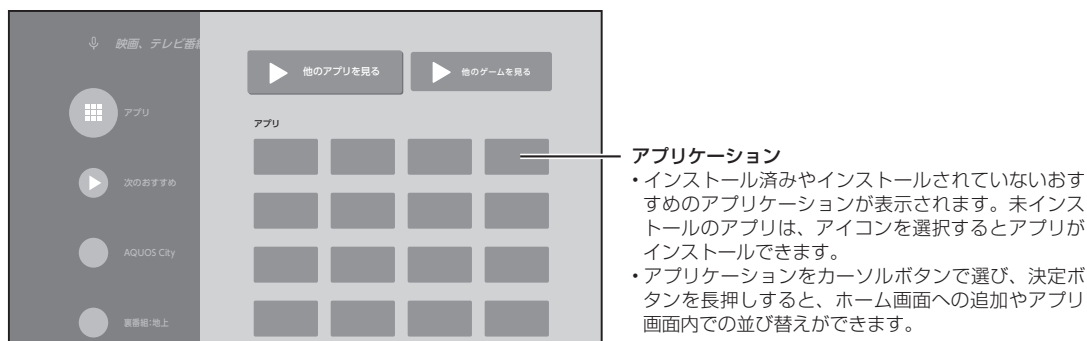 映画、テレビ番
他のアプリを見る
他のゲームを見る
アプリ
アプリ
次のおすすめ
AQUOS City
裏番組:地上
アプリケーション
・インストール済みやインストールされていないおす
すめのアプリケーションが表示されます。未インス
トールのアプリは、アイコンを選択するとアプリが
インストールできます。
・アプリケーションをカーソルボタンで選び、決定ボ
タンを長押しすると、ホーム画面への追加やアプリ
画面内での並び替えができます。